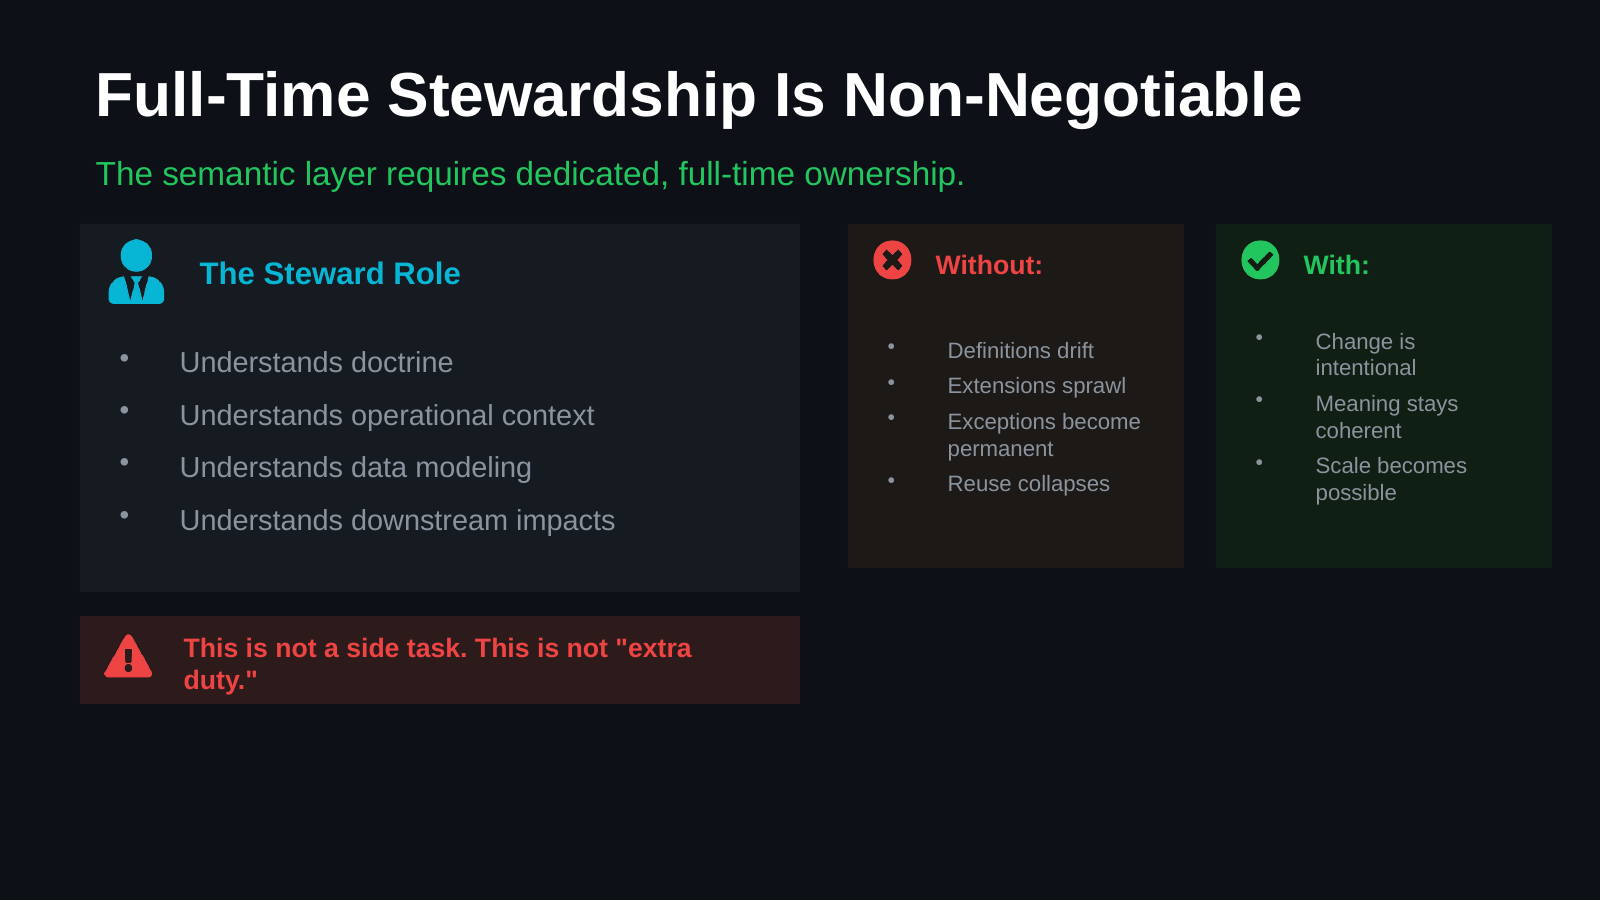 Full-Time Stewardship Is Non-Negotiable
The semantic layer requires dedicated, full-time ownership.
The Steward Role
• Understands doctrine
• Understands operational context
• Understands data modeling
• Understands downstream impacts
This is not a side task. This is not "extra
duty."
Without:
• Definitions drift
• Extensions sprawl
• Exceptions become
permanent
• Reuse collapses
With:
• Change is
intentional
• Meaning stays
coherent
• Scale becomes
possible